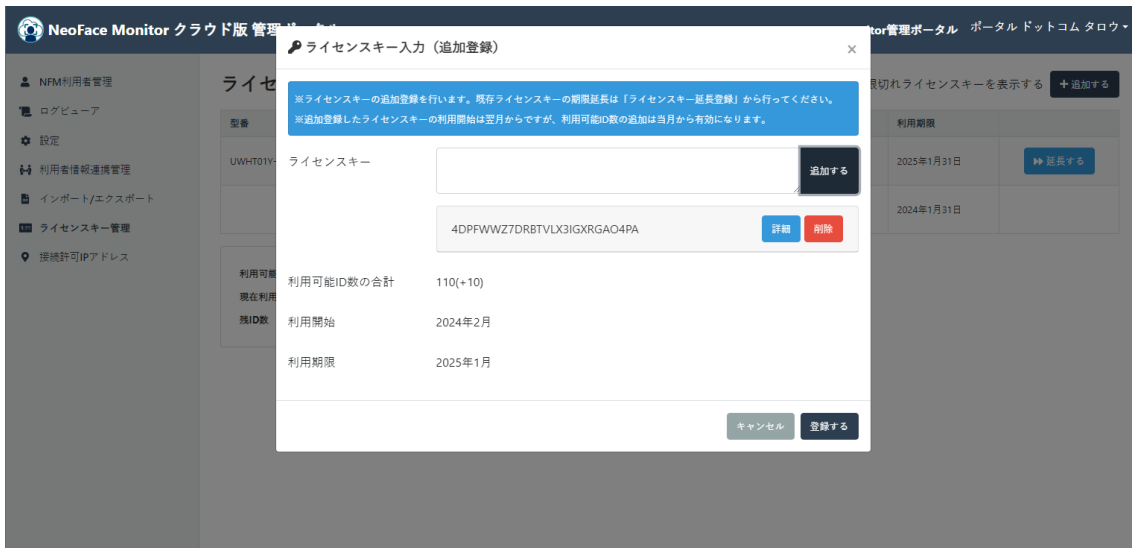 NeoFace Monitor クラウド版 管理
tor管理ポータル ポータル ドットコム タロウ
NFM利用者管理
ログビューア
設定
利用者情報連携管理
インポート/エクスポート
ライセンスキー管理
接続許可IPアドレス
ライセ
限切れライセンスキーを表示する
+追加する
型番
利用期限
UWHT01Y-
2025年1月31日
延長する
2024年1月31日
利用可能
現在利用
残ID数
ライセンスキー入力（追加登録）
×
※ライセンスキーの追加登録を行います。既存ライセンスキーの期限延長は「ライセンスキー延長登録」から行ってください。
※追加登録したライセンスキーの利用開始は翌月からですが、利用可能ID数の追加は当月から有効になります。
ライセンスキー
追加する
4DPFWWZ7DRBTVLX3IGXRGAO4PA
詳細
削除
利用可能ID数の合計 110(+10)
利用開始 2024年2月
利用期限 2025年1月
キャンセル
登録する